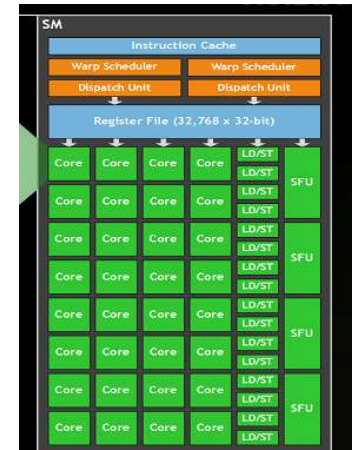 SM
Instruction Cache
Warp Scheduler Warp Scheduler
Dispatch Unit Dispatch Unit
Register File (32,768 x 32-bit)
LD/ST
Core Core Core Core
LD/ST
SFU
LD/ST
Core Core Core Core
LD/ST
LD/ST
Core Core Core Core
LD/ST
SFU
LD/ST
Core Core Core Core
LD/ST
LD/ST
Core Core Core Core
LD/ST
SFU
LD/ST
Core Core Core Core
LD/ST
LD/ST
Core Core Core Core
LD/ST
SFU
LD/ST
Core Core Core Core
LD/ST